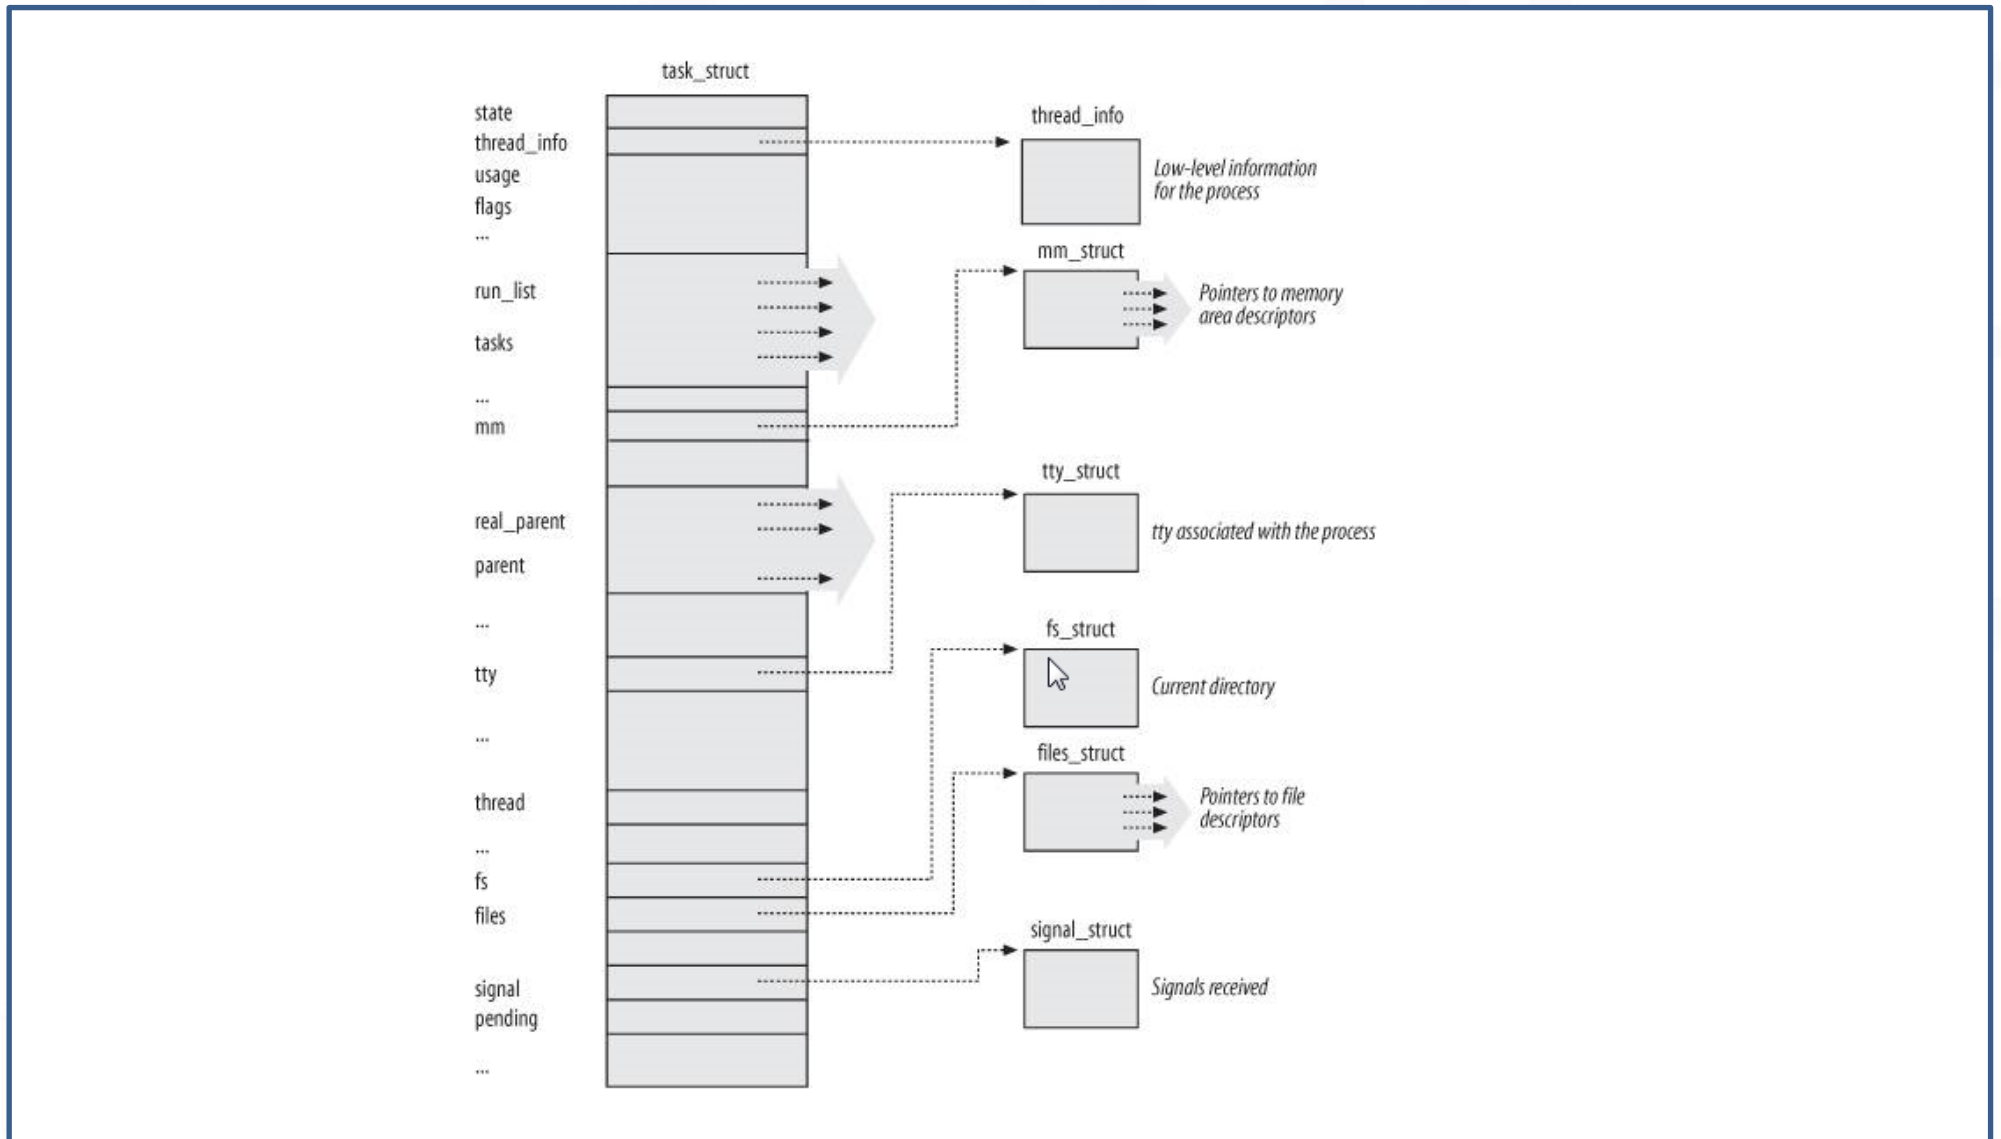 task_struct
state
thread_info
usage
flags
...
run_list
tasks
...
mm
real_parent
parent
...
tty
...
thread
...
fs
files
signal
pending
...
thread_info
Low-level information
for the process
mm_struct
Pointers to memory
area descriptors
tty_struct
tty associated with the process
fs_struct
Current directory
files_struct
Pointers to file
descriptors
signal_struct
Signals received